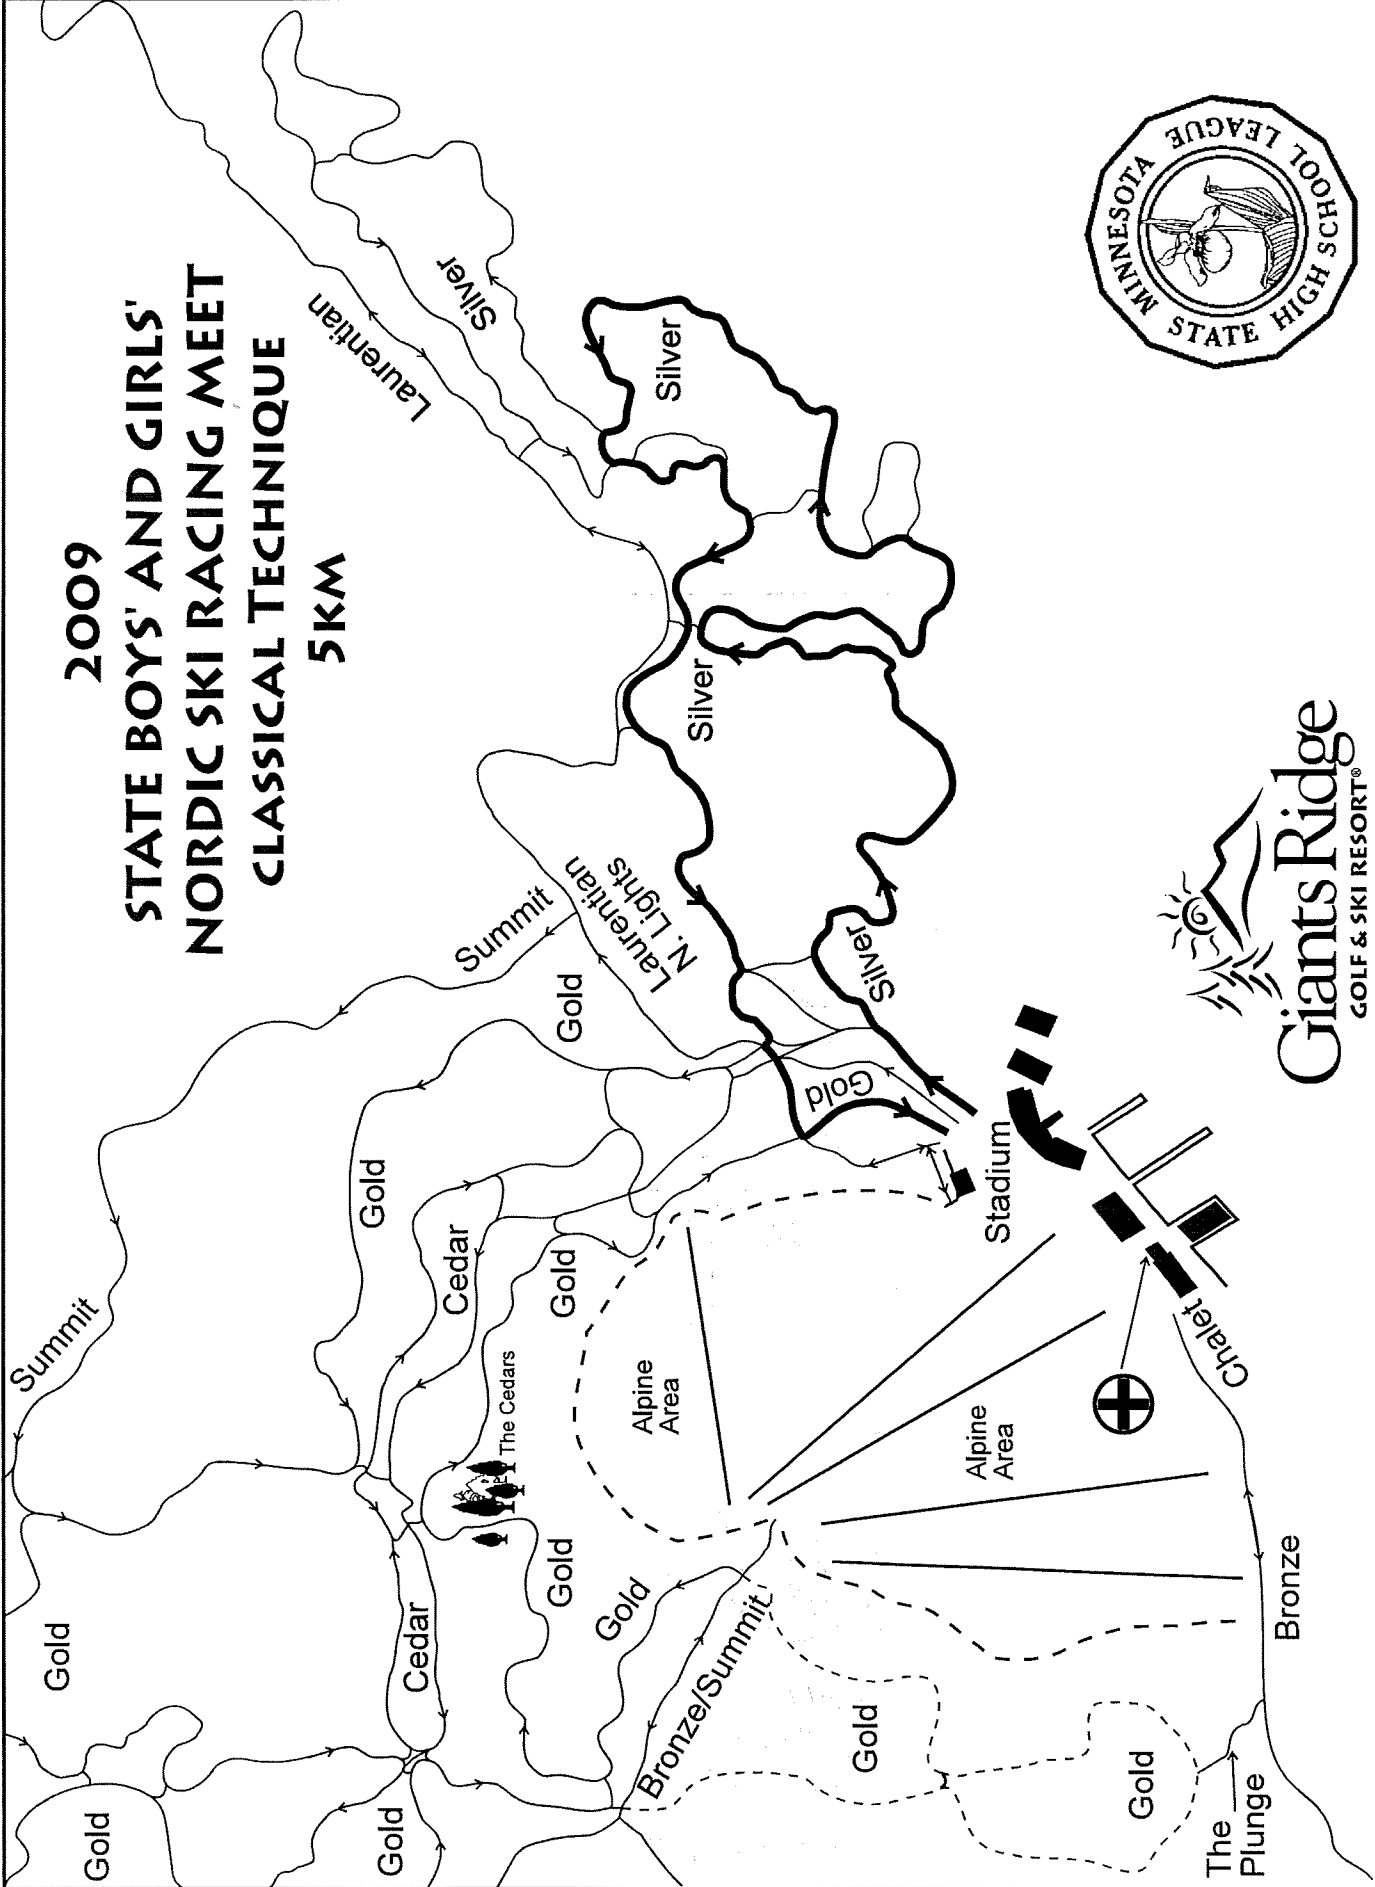 2009
STATE BOYS' AND GIRLS'
NORDIC SKI RACING MEET
CLASSICAL TECHNIQUE
5KM
Laurentian
Silver
Silver
Silver
Silver
Laurentian
N. Lights
Summit
Gold
Gold
Gold
Cedar
Gold
Summit
The Cedars
Alpine
Area
Stadium
Chalet
Alpine
Area
Gold
Cedar
Gold
Gold
Bronze/Summit
Gold
Gold
Gold
Gold
Bronze
The
Plunge
MINNESOTA
STATE HIGH SCHOOL LEAGUE
Giants Ridge
GOLF & SKI RESORT®